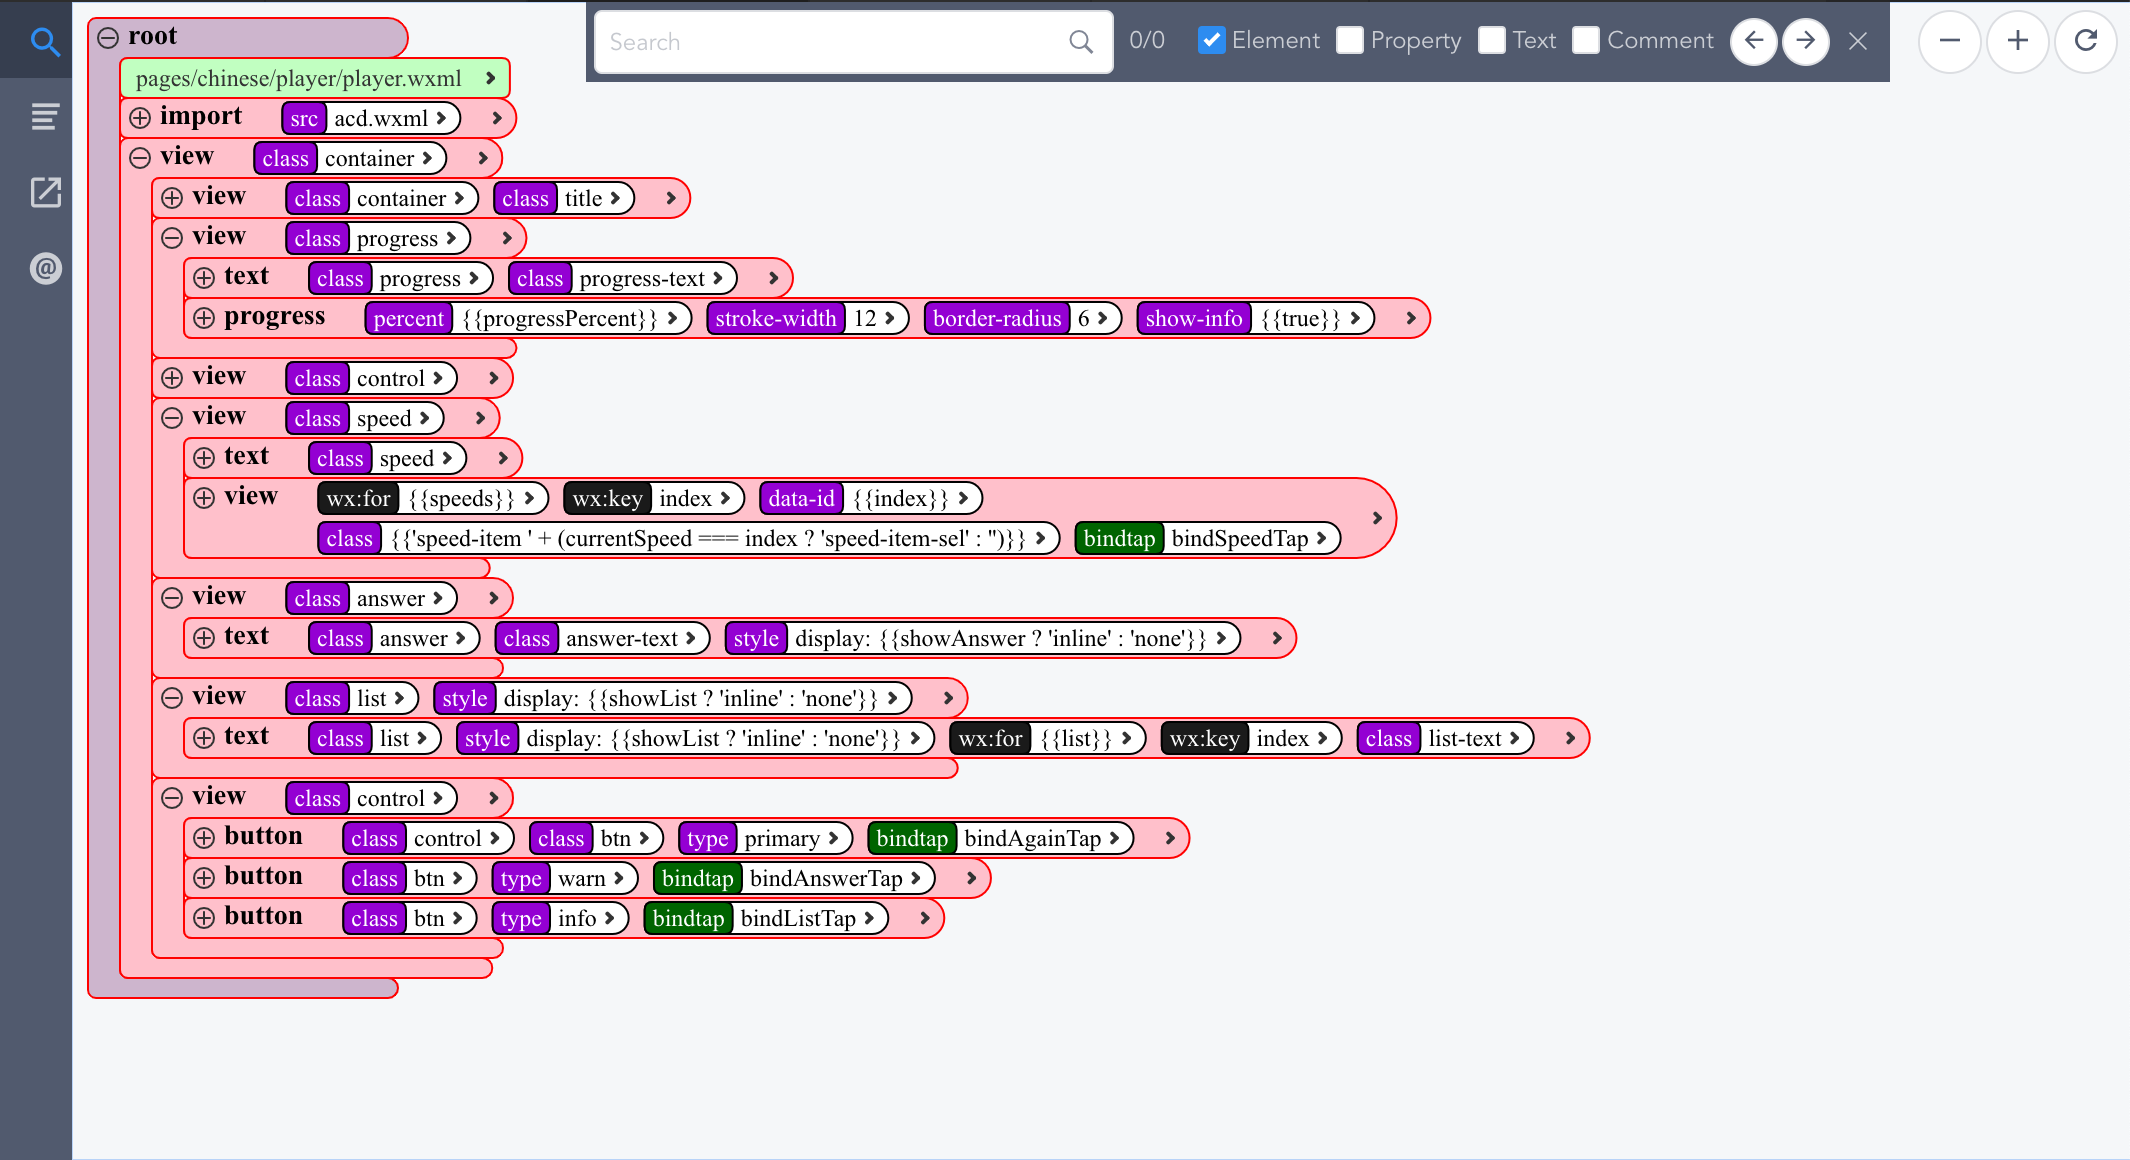 root
Search 0/0 Element Property Text Comment
pages/chinese/player/player.wxml
import src acd.wxml
view class container
view class container class title
view class progress
text class progress class progress-text
progress percent {{progressPercent}} stroke-width 12 border-radius 6 show-info {{true}}
view class control
view class speed
text class speed
view wx:for {{speeds}} wx:key index data-id {{index}}
class {{'speed-item ' + (currentSpeed === index ? 'speed-item-sel' : '')}} bindtap bindSpeedTap
view class answer
text class answer class answer-text style display: {{showAnswer ? 'inline' : 'none'}}
view class list style display: {{showList ? 'inline' : 'none'}}
text class list style display: {{showList ? 'inline' : 'none'}} wx:for {{list}} wx:key index class list-text
view class control
button class control class btn type primary bindtap bindAgainTap
button class btn type warn bindtap bindAnswerTap
button class btn type info bindtap bindListTap